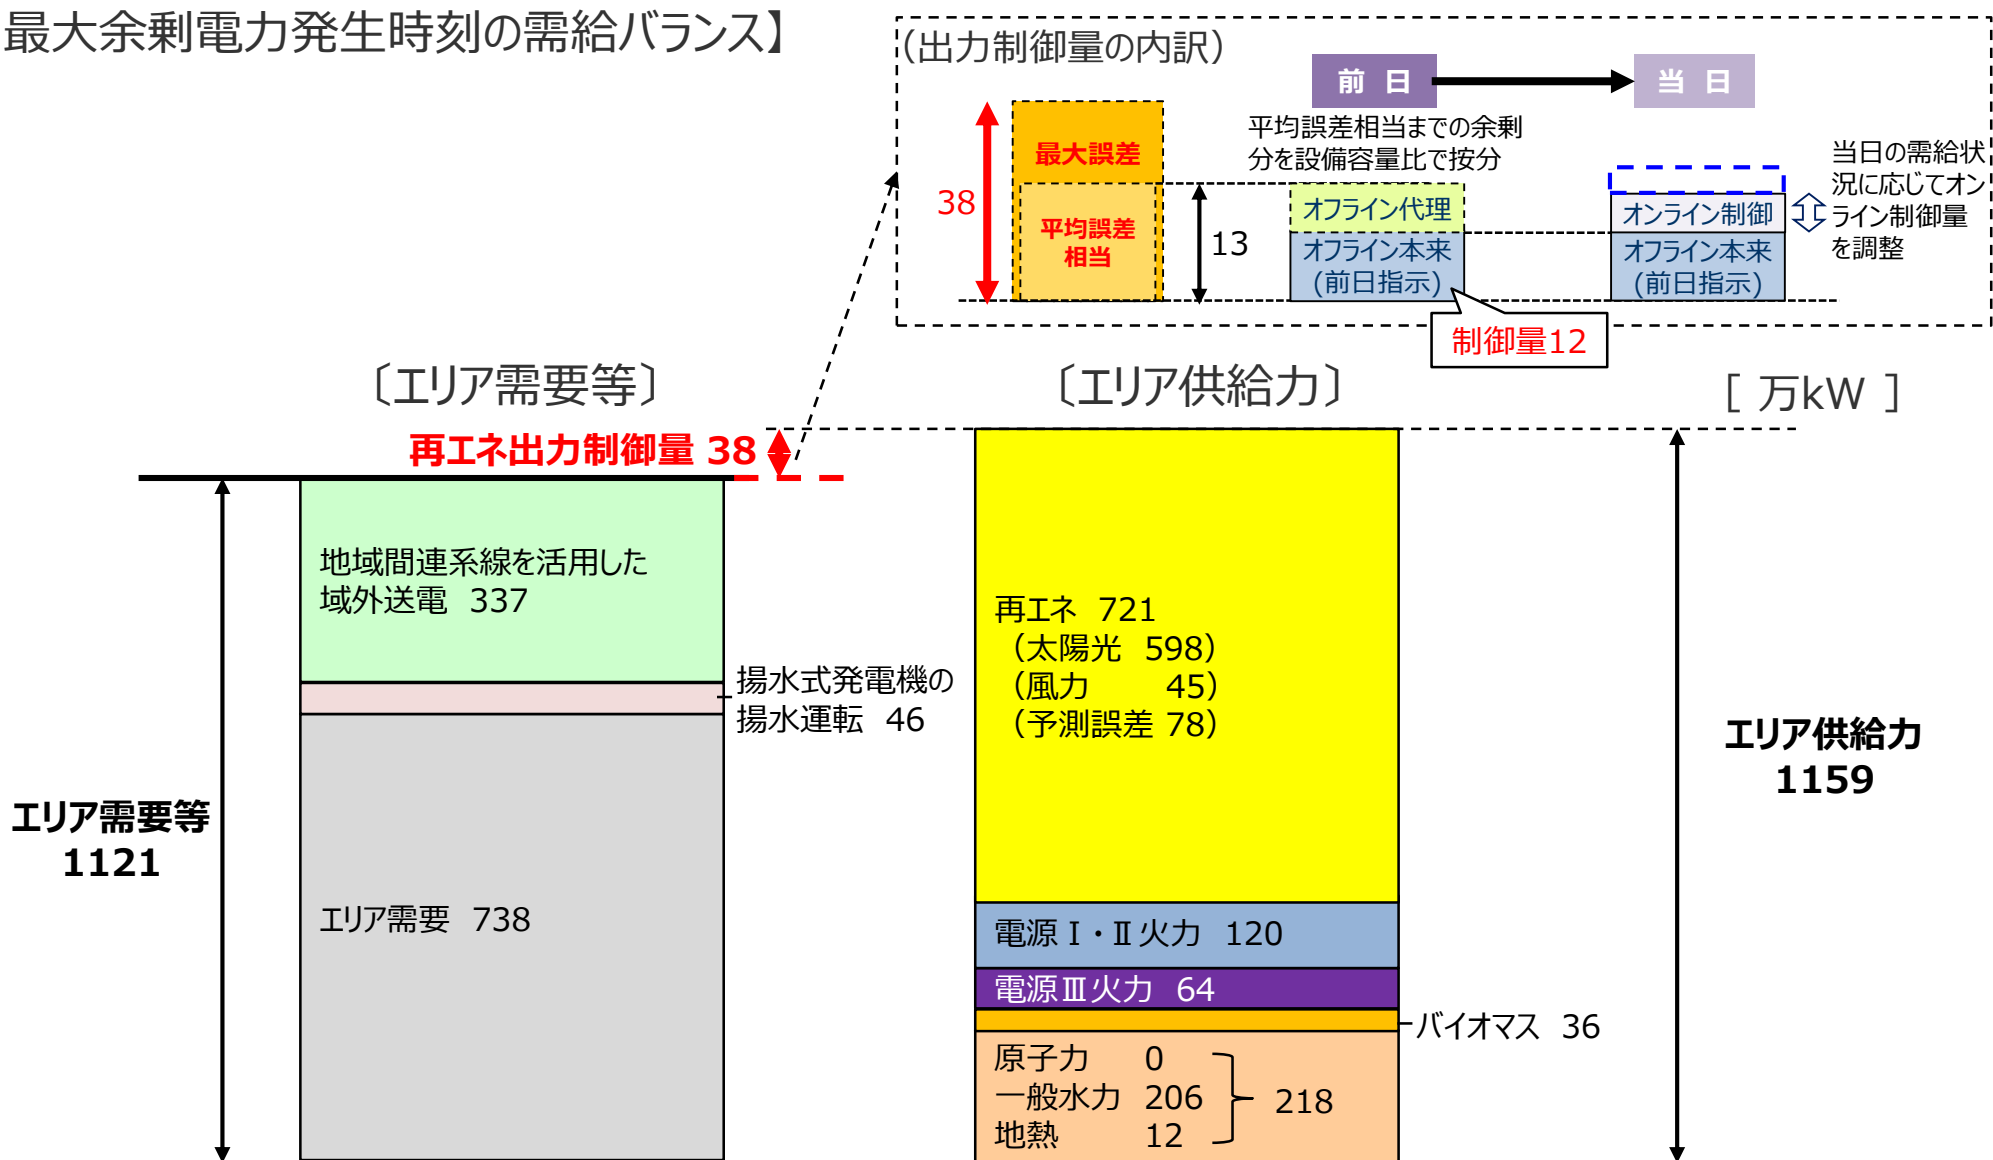 最大余剰電力発生時刻の需給バランス】
（出力制御量の内訳）
前 日
当 日
平均誤差相当までの余剰
分を設備容量比で按分
38
最大誤差
平均誤差
相当
13
オフライン代理
オフライン本来
(前日指示)
制御量12
オンライン制御
オフライン本来
(前日指示)
当日の需給状
況に応じてオン
ライン制御量
を調整
〔エリア需要等〕
〔エリア供給力〕
[ 万kW ]
再エネ出力制御量 38
地域間連系線を活用した
域外送電 337
揚水式発電機の
揚水運転 46
エリア需要 738
エリア需要等
1121
再エネ 721
（太陽光 598）
（風力 45）
（予測誤差 78）
電源Ⅰ・Ⅱ火力 120
電源Ⅲ火力 64
バイオマス 36
原子力 0
一般水力 206
地熱 12
218
エリア供給力
1159